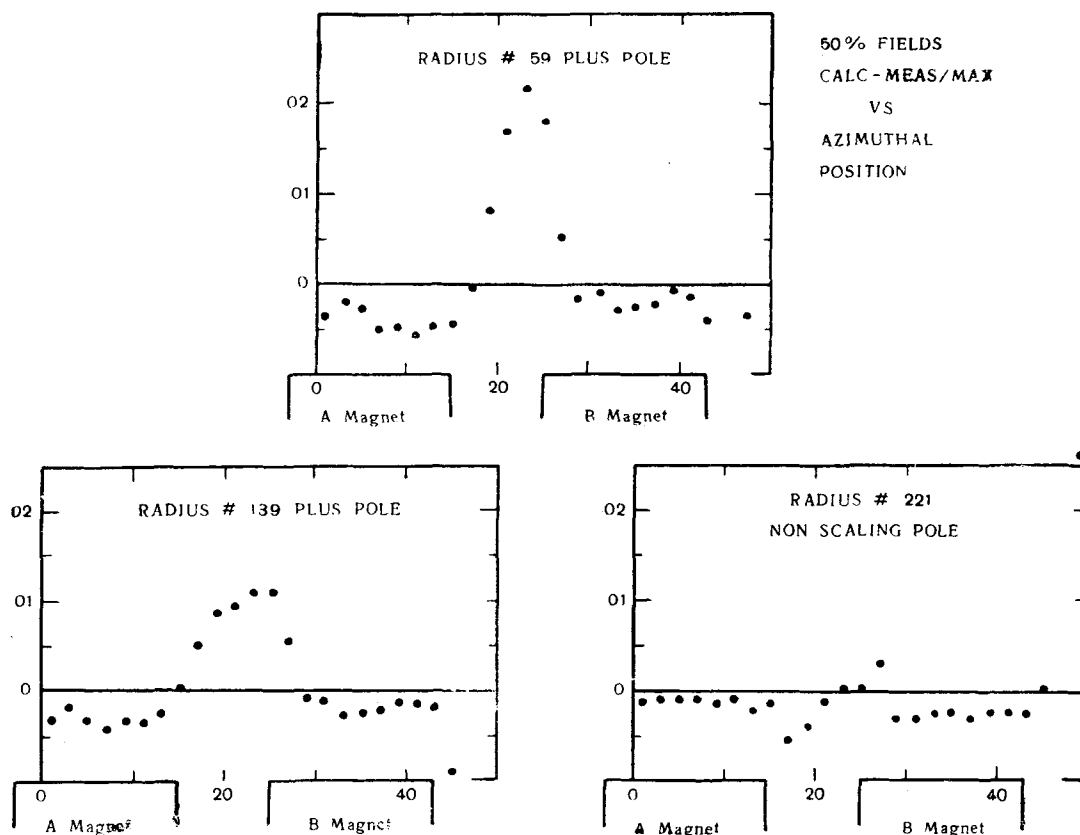 RADIUS # 59 PLUS POLE
02
01
0
0
20
40
A Magnet
B Magnet
50% FIELDS
CALC-MEAS/MAX
VS
AZIMUTHAL
POSITION
RADIUS # 139 PLUS POLE
02
01
0
0
20
40
A Magnet
B Magnet
RADIUS # 221
NON SCALING POLE
02
01
0
0
20
40
A Magnet
B Magnet